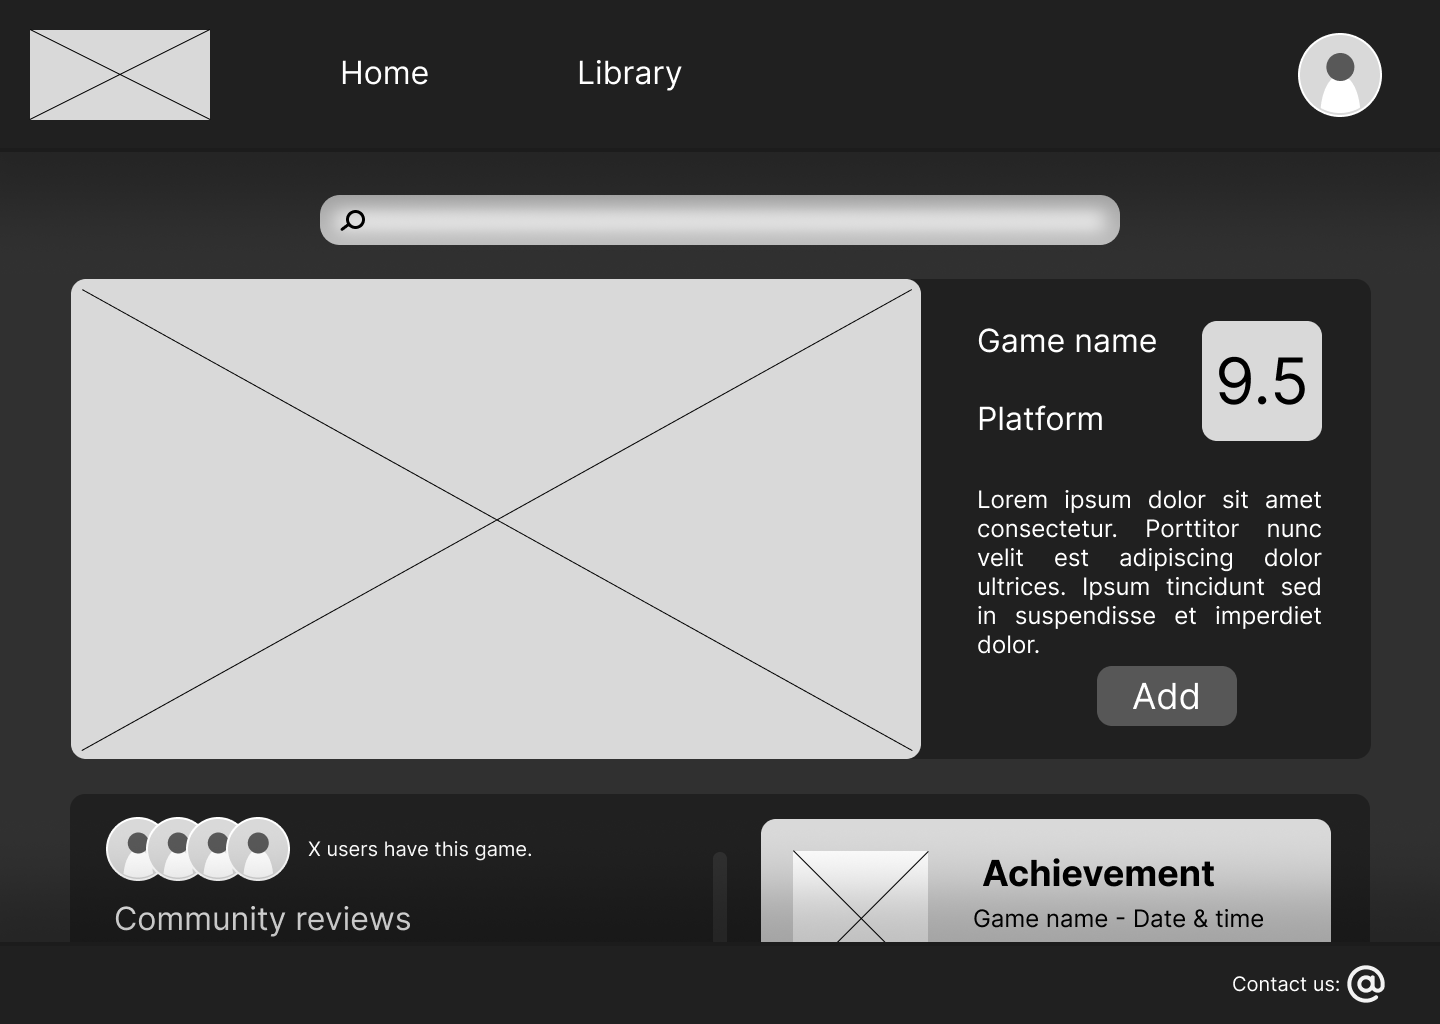 Home
Library
Game name
9.5
Platform
Lorem ipsum dolor sit amet
consectetur. Porttitor nunc
velit est adipiscing dolor
ultrices. Ipsum tincidunt sed
in suspendisse et imperdiet
dolor.
Add
X users have this game.
Community reviews
Achievement
Game name - Date & time
Contact us: @